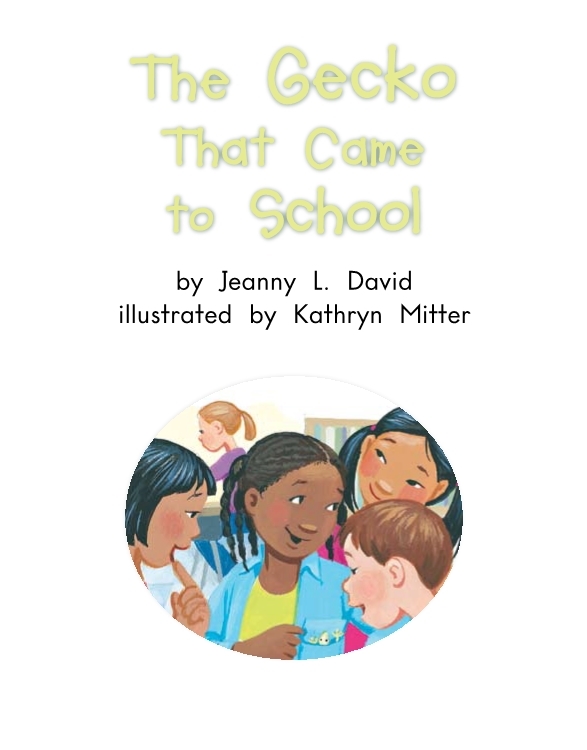 The Gecko
That Came
to School
by Jeanny L. David
illustrated by Kathryn Mitter